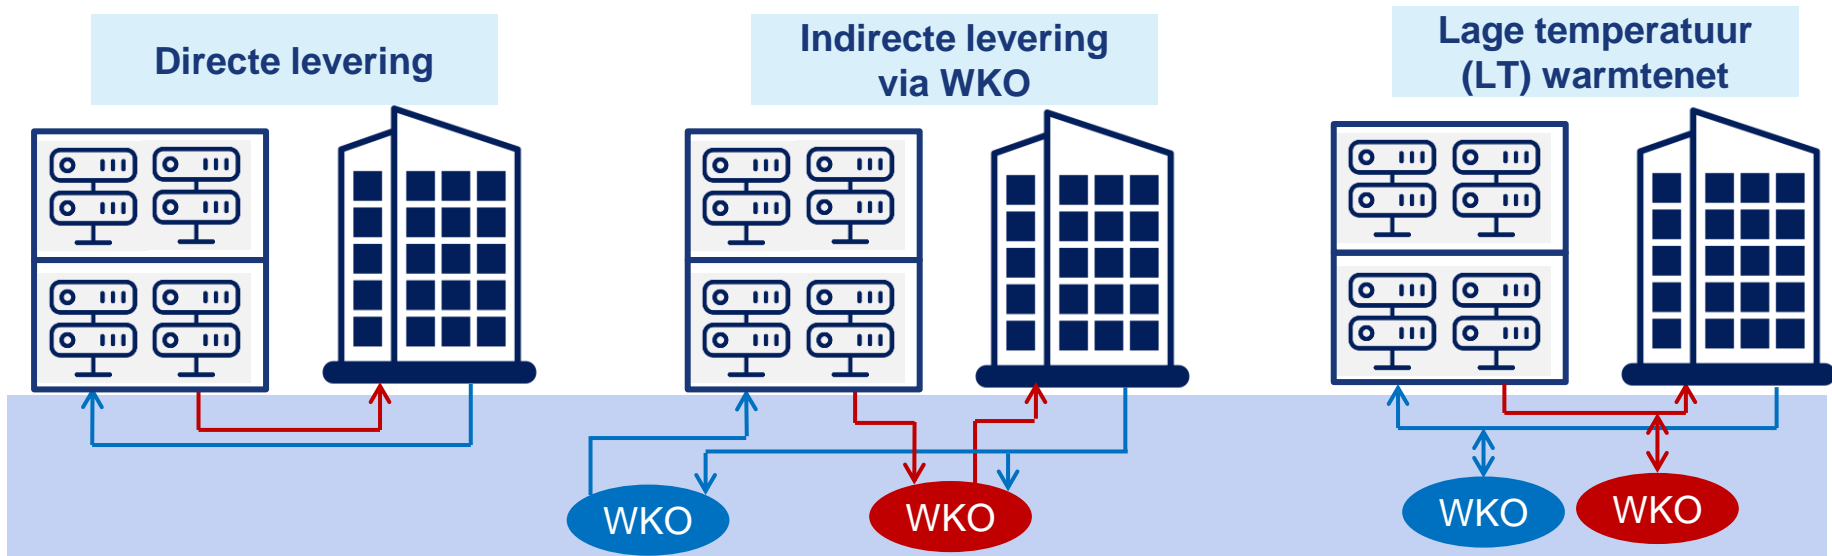 Directe levering
Indirecte levering
via WKO
Lage temperatuur
(LT) warmtenet
WKO
WKO
WKO
WKO